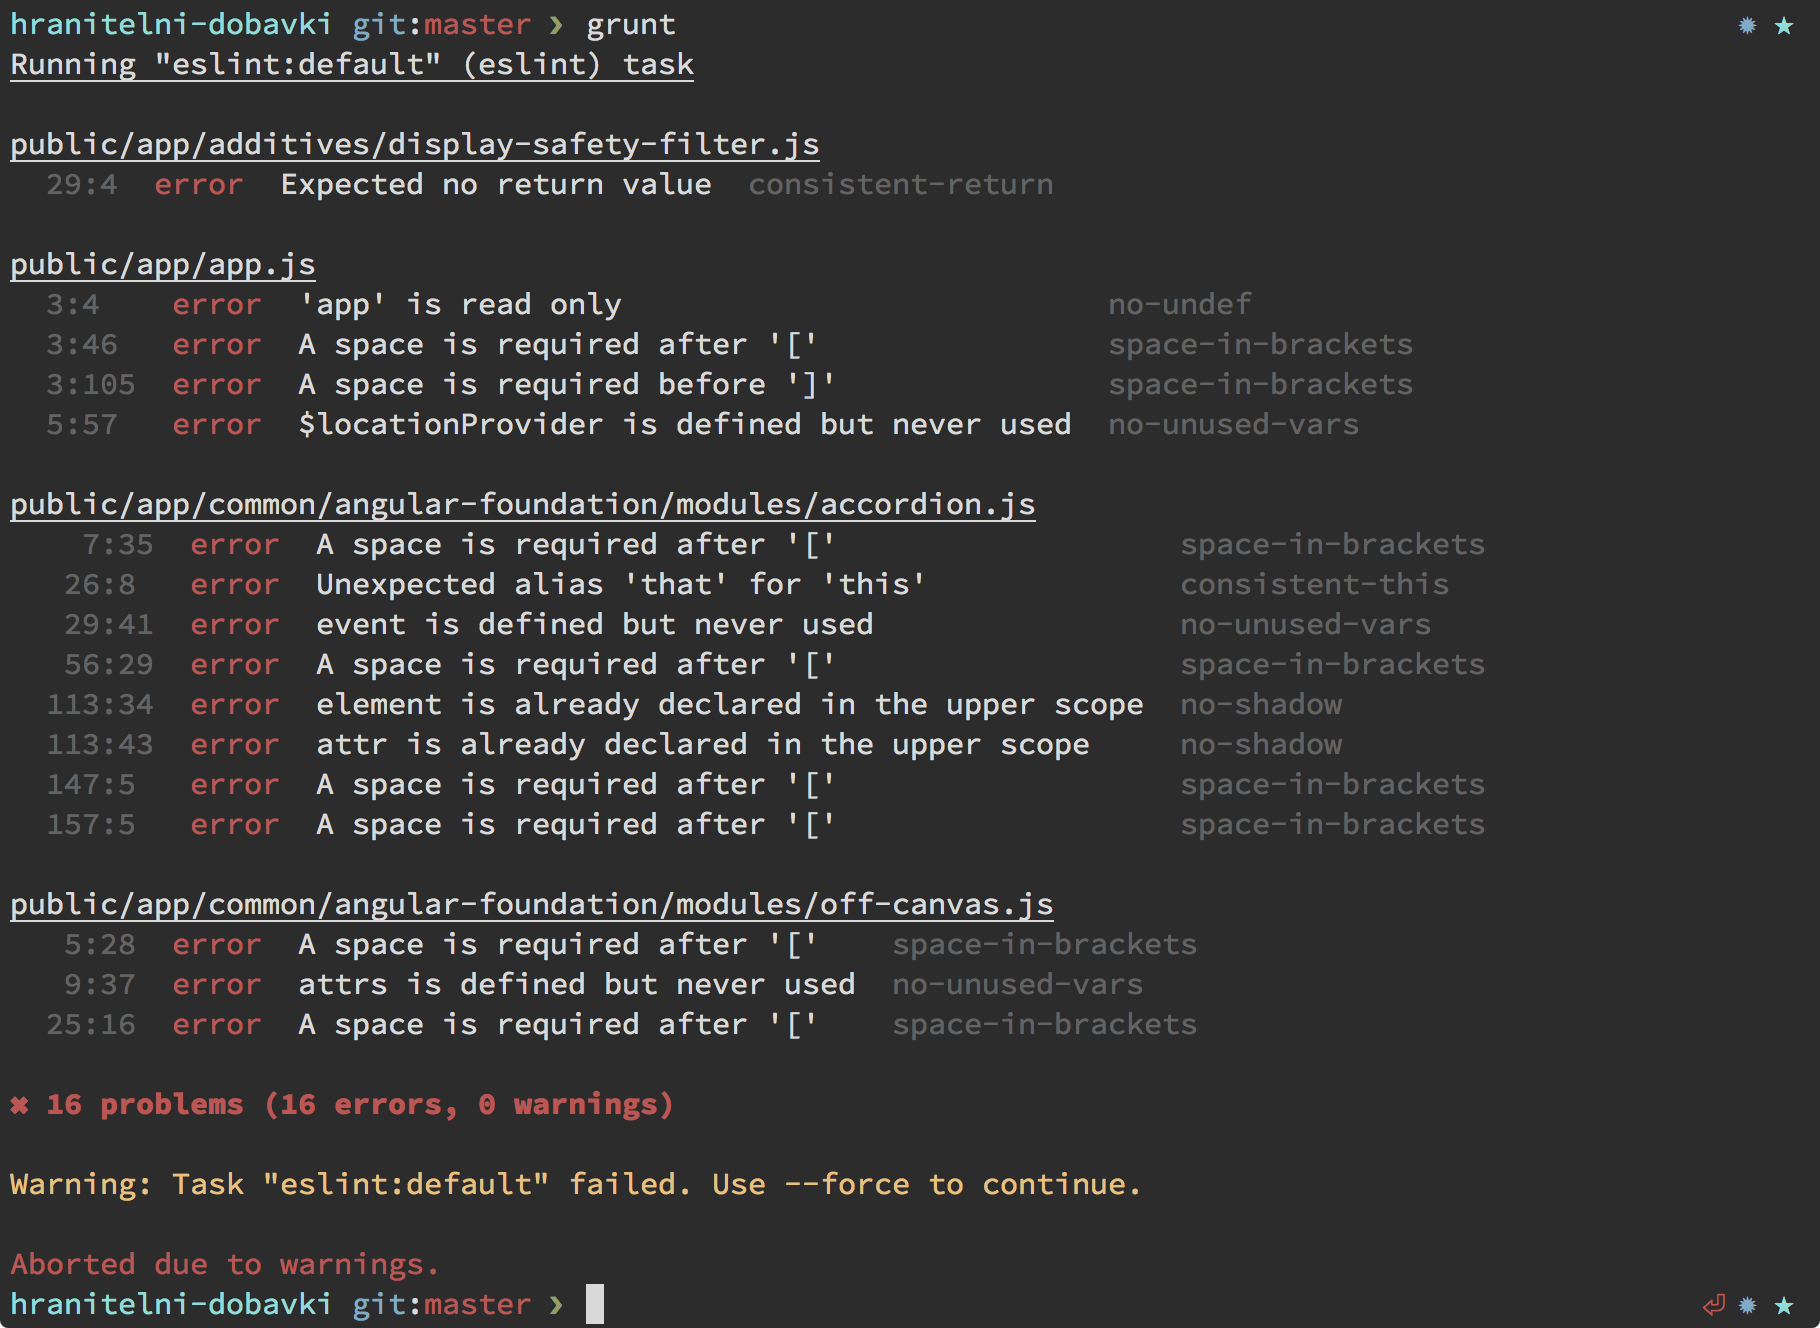 hranitelni-dobavki git:master ❯ grunt ✹ ★
Running "eslint:default" (eslint) task
public/app/additives/display-safety-filter.js
29:4 error Expected no return value consistent-return
public/app/app.js
3:4 error 'app' is read only no-undef
3:46 error A space is required after '[' space-in-brackets
3:105 error A space is required before ']' space-in-brackets
5:57 error $locationProvider is defined but never used no-unused-vars
public/app/common/angular-foundation/modules/accordion.js
7:35 error A space is required after '[' space-in-brackets
26:8 error Unexpected alias 'that' for 'this' consistent-this
29:41 error event is defined but never used no-unused-vars
56:29 error A space is required after '[' space-in-brackets
113:34 error element is already declared in the upper scope no-shadow
113:43 error attr is already declared in the upper scope no-shadow
147:5 error A space is required after '[' space-in-brackets
157:5 error A space is required after '[' space-in-brackets
public/app/common/angular-foundation/modules/off-canvas.js
5:28 error A space is required after '[' space-in-brackets
9:37 error attrs is defined but never used no-unused-vars
25:16 error A space is required after '[' space-in-brackets
✖ 16 problems (16 errors, 0 warnings)
Warning: Task "eslint:default" failed. Use --force to continue.
Aborted due to warnings.
hranitelni-dobavki git:master ❯ ⏎ ✹ ★